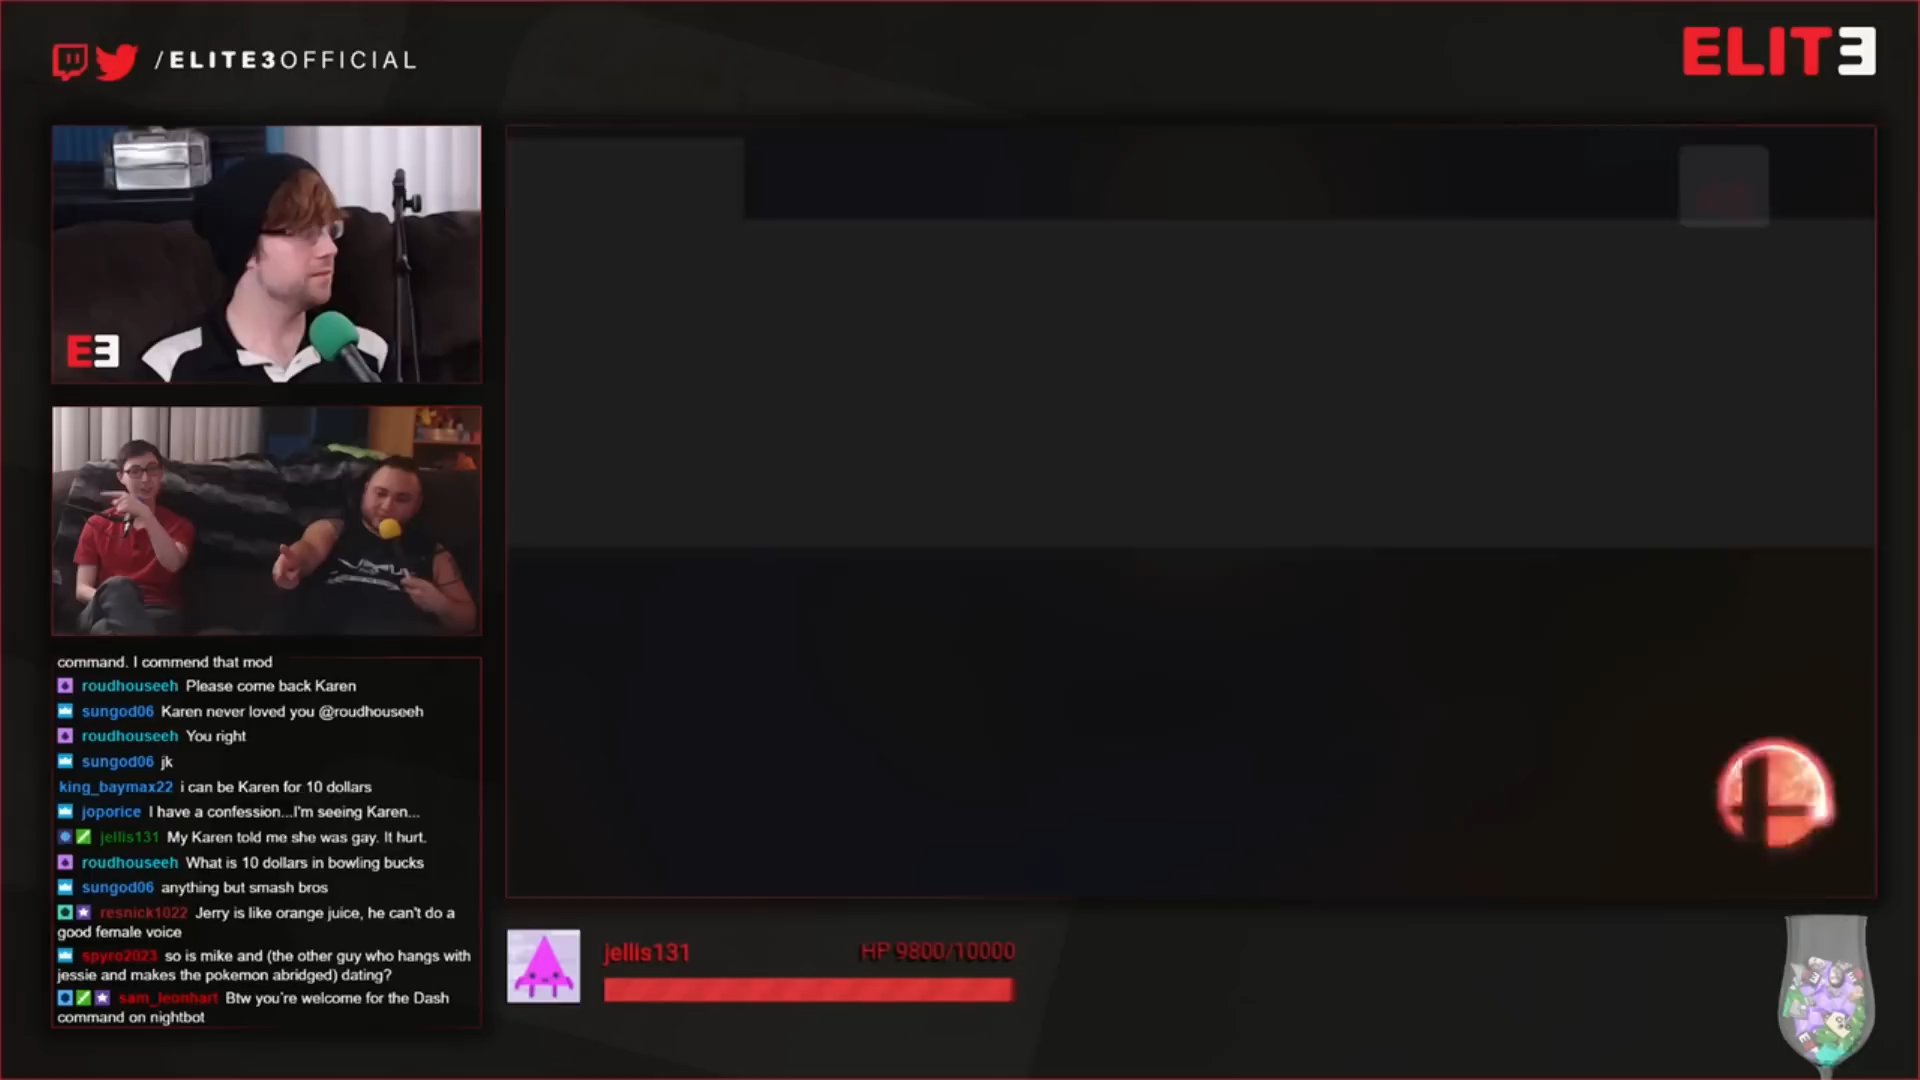 /ELITE3OFFICIAL
ELIT3
E3
command. I commend that mod
roudhouseeh Please come back Karen
sungod06 Karen never loved you @roudhouseeh
roudhouseeh You right
sungod06 jk
king_baymax22 i can be Karen for 10 dollars
joporice I have a confession...I'm seeing Karen...
jellis131 My Karen told me she was gay. It hurt.
roudhouseeh What is 10 dollars in bowling bucks
sungod06 anything but smash bros
resnick1022 Jerry is like orange juice, he can't do a
good female voice
spyro2023 so is mike and (the other guy who hangs with
jessie and makes the pokemon abridged) dating?
sam_leonhart Btw you're welcome for the Dash
command on nightbot
jellis131 HP 9800/10000